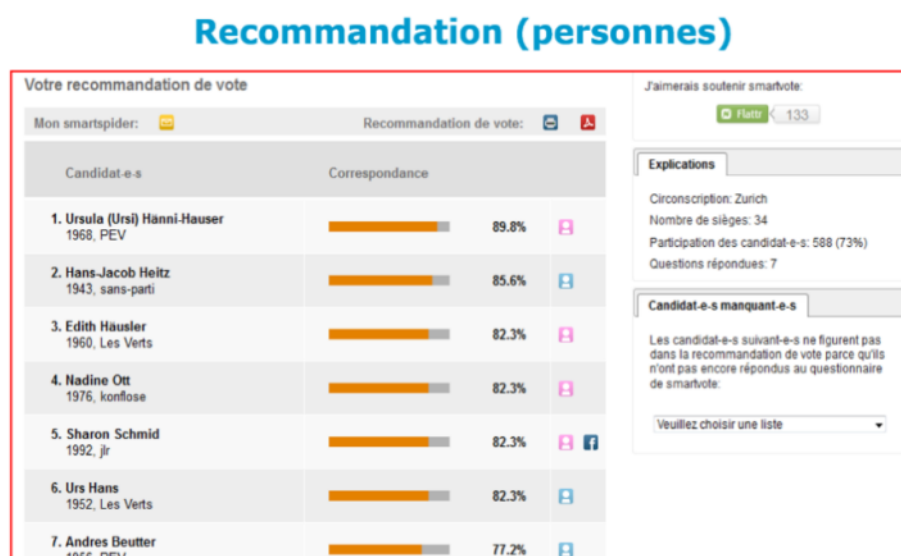 Recommandation (personnes)
Votre recommandation de vote
Mon smartspider:
Recommandation de vote:
Candidat-e-s
Correspondance
1. Ursula (Ursi) Hänni-Hauser
1968, PEV
89.8%
2. Hans-Jacob Heitz
1943, sans-parti
85.6%
3. Edith Häusler
1960, Les Verts
82.3%
4. Nadine Ott
1976, konflose
82.3%
5. Sharon Schmid
1992, jlr
82.3%
6. Urs Hans
1952, Les Verts
82.3%
7. Andres Beutter
PEV
77.2%
J'aimerais soutenir smartvote:
Flattr
133
Explications
Circonscription: Zurich
Nombre de sièges: 34
Participation des candidat-e-s: 588 (73%)
Questions répondues: 7
Candidat-e-s manquant-e-s
Les candidat-e-s suivant-e-s ne figurent pas
dans la recommandation de vote parce qu'ils
n'ont pas encore répondus au questionnaire
de smartvote:
Veuillez choisir une liste